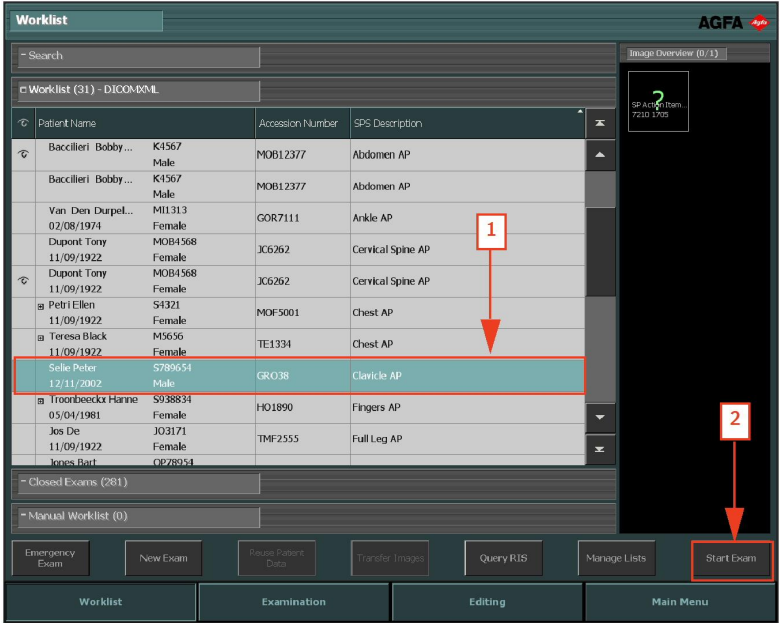 Worklist
AGFA
- Search
Image Overview (0/1)
Worklist (31) - DICOMXML
?
SP Action Item...
7210 1705
Patient Name Accession Number SPS Description
Baccilieri Bobby... K4567
Male MOB12377 Abdomen AP
Baccilieri Bobby... K4567
Male MOB12377 Abdomen AP
Van Den Durpel... MI1313
02/08/1974 Female GOR7111 Ankle AP
1
Dupont Tony MOB4568
11/09/1922 Female JC6262 Cervical Spine AP
Dupont Tony MOB4568
11/09/1922 Female JC6262 Cervical Spine AP
Petri Ellen S4321
11/09/1922 Female MOF5001 Chest AP
Teresa Black M5656
11/09/1922 Female TE1334 Chest AP
Selie Peter S789654
12/11/2002 Male GRO38 Clavicle AP
Troonbeeckx Hanne S938834
05/04/1981 Female HO1890 Fingers AP
Jos De JO3171
11/09/1922 Female TMF2555 Full Leg AP
2
Jones Bart OP78954
- Closed Exams (281)
- Manual Worklist (0)
Emergency Exam
New Exam
Reuse Patient Data
Transfer Images
Query RIS
Manage Lists
Start Exam
Worklist Examination Editing Main Menu